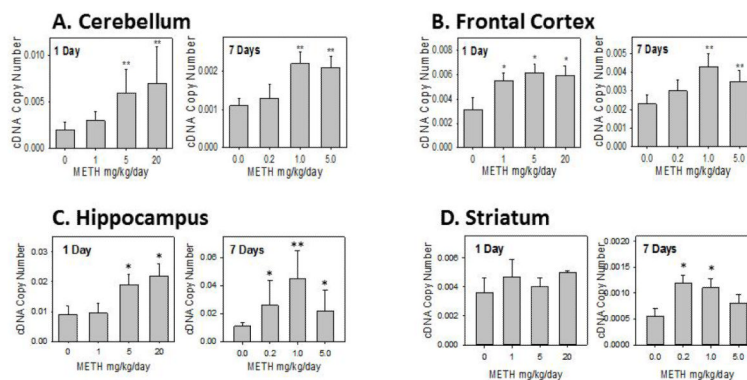 A. Cerebellum
cDNA Copy Number
0.010
0.005
0.000
1 Day
**
**
0 1 5 20
METH mg/kg/day
cDNA Copy Number
0.002
0.001
0.000
7 Days
**
**
0.0 0.2 1.0 5.0
METH mg/kg/day
B. Frontal Cortex
cDNA Copy Number
0.008
0.006
0.004
0.002
0.000
1 Day
*
*
*
0 1 5 20
METH mg/kg/day
cDNA Copy Number
0.005
0.004
0.003
0.002
0.001
0.000
7 Days
**
**
0.0 0.2 1.0 5.0
METH mg/kg/day
C. Hippocampus
cDNA Copy Number
0.03
0.02
0.01
0.00
1 Day
*
*
0 1 5 20
METH mg/kg/day
cDNA Copy Number
0.06
0.04
0.02
0.00
7 Days
*
**
*
0.0 0.2 1.0 5.0
METH mg/kg/day
D. Striatum
cDNA Copy Number
0.006
0.004
0.002
0.000
1 Day
0 1 5 20
METH mg/kg/day
cDNA Copy Number
0.0020
0.0015
0.0010
0.0005
0.0000
7 Days
*
*
0.0 0.2 1.0 5.0
METH mg/kg/day